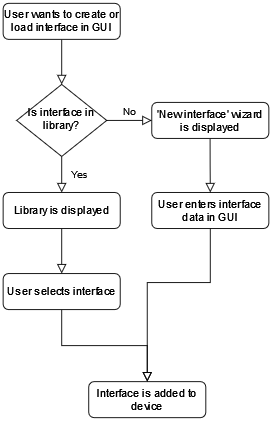 User wants to create or
load interface in GUI
Is interface in
library?
No
'New interface' wizard
is displayed
Yes
Library is displayed
User enters interface
data in GUI
User selects interface
Interface is added to
device